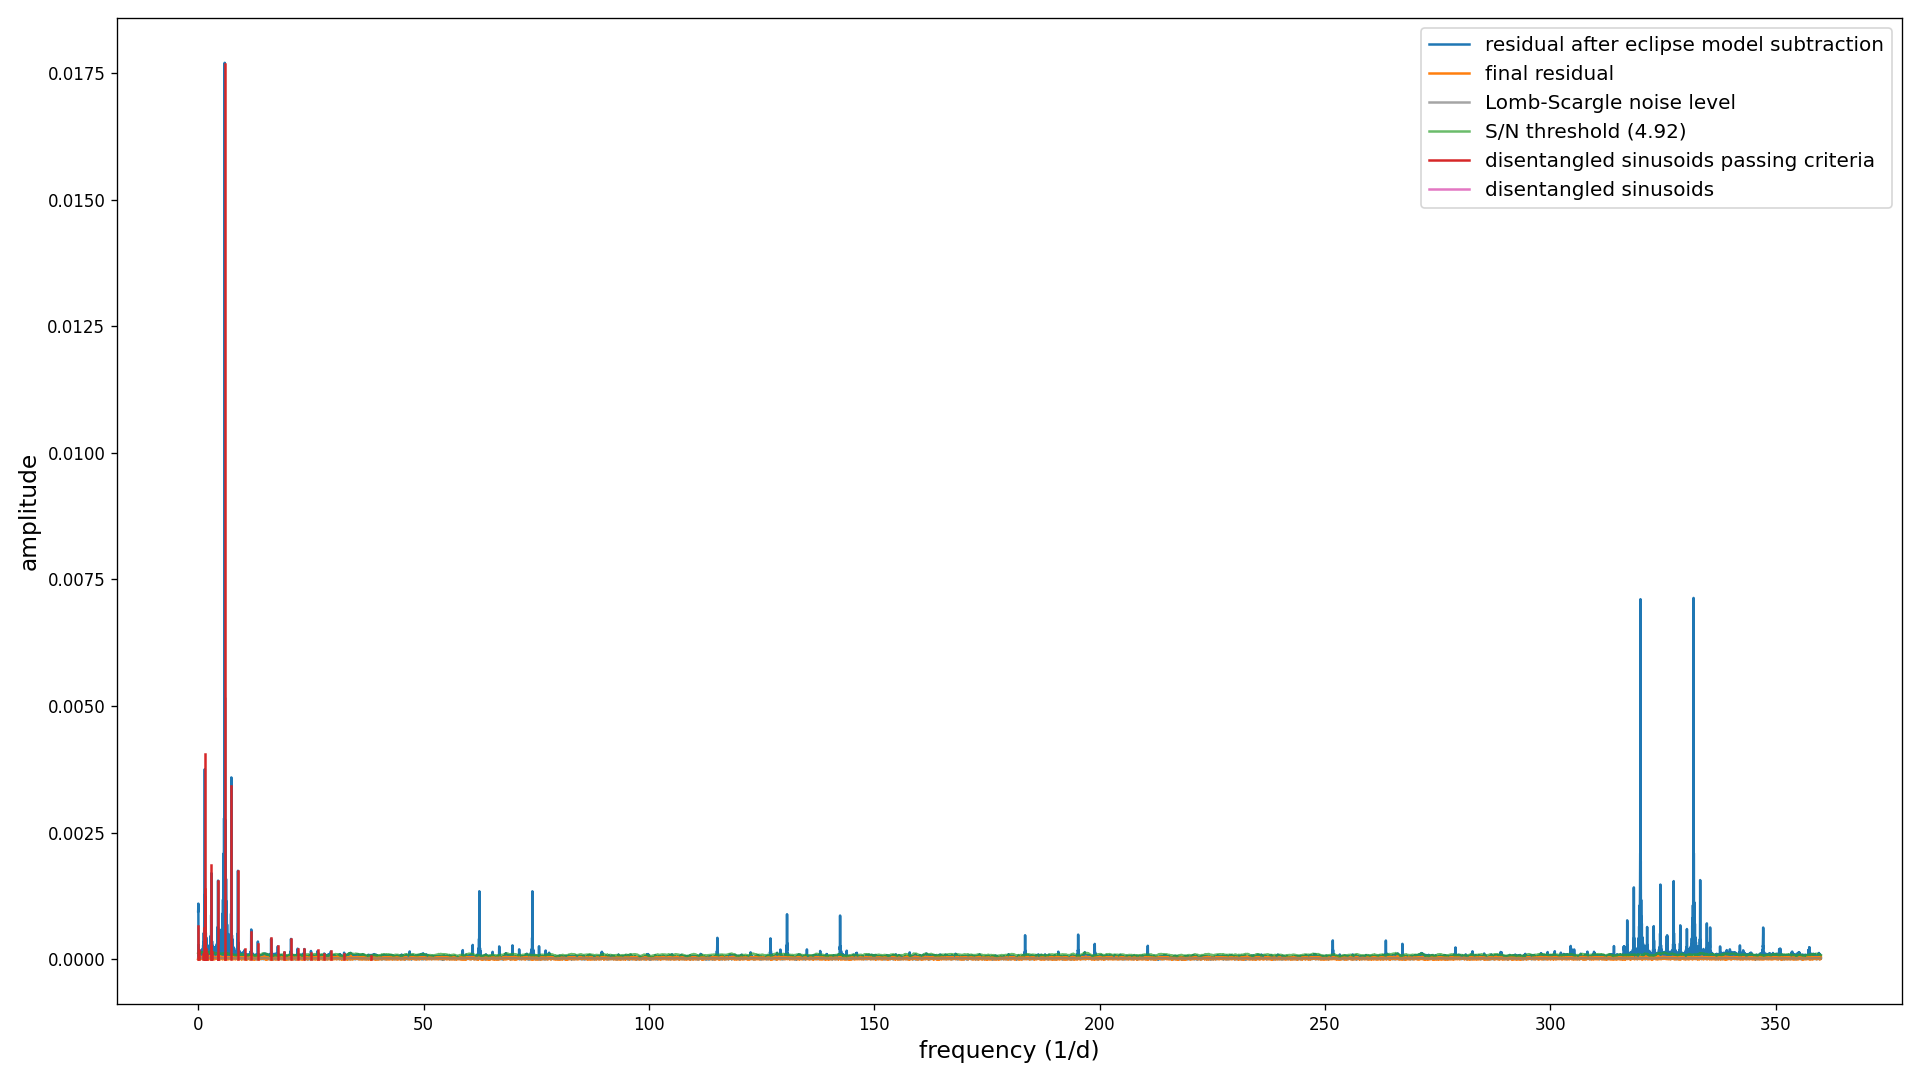 residual after eclipse model subtraction
final residual
Lomb-Scargle noise level
S/N threshold (4.92)
disentangled sinusoids passing criteria
disentangled sinusoids
0.0175
0.0150
0.0125
0.0100
0.0075
0.0050
0.0025
0.0000
amplitude
0 50 100 150 200 250 300 350
frequency (1/d)